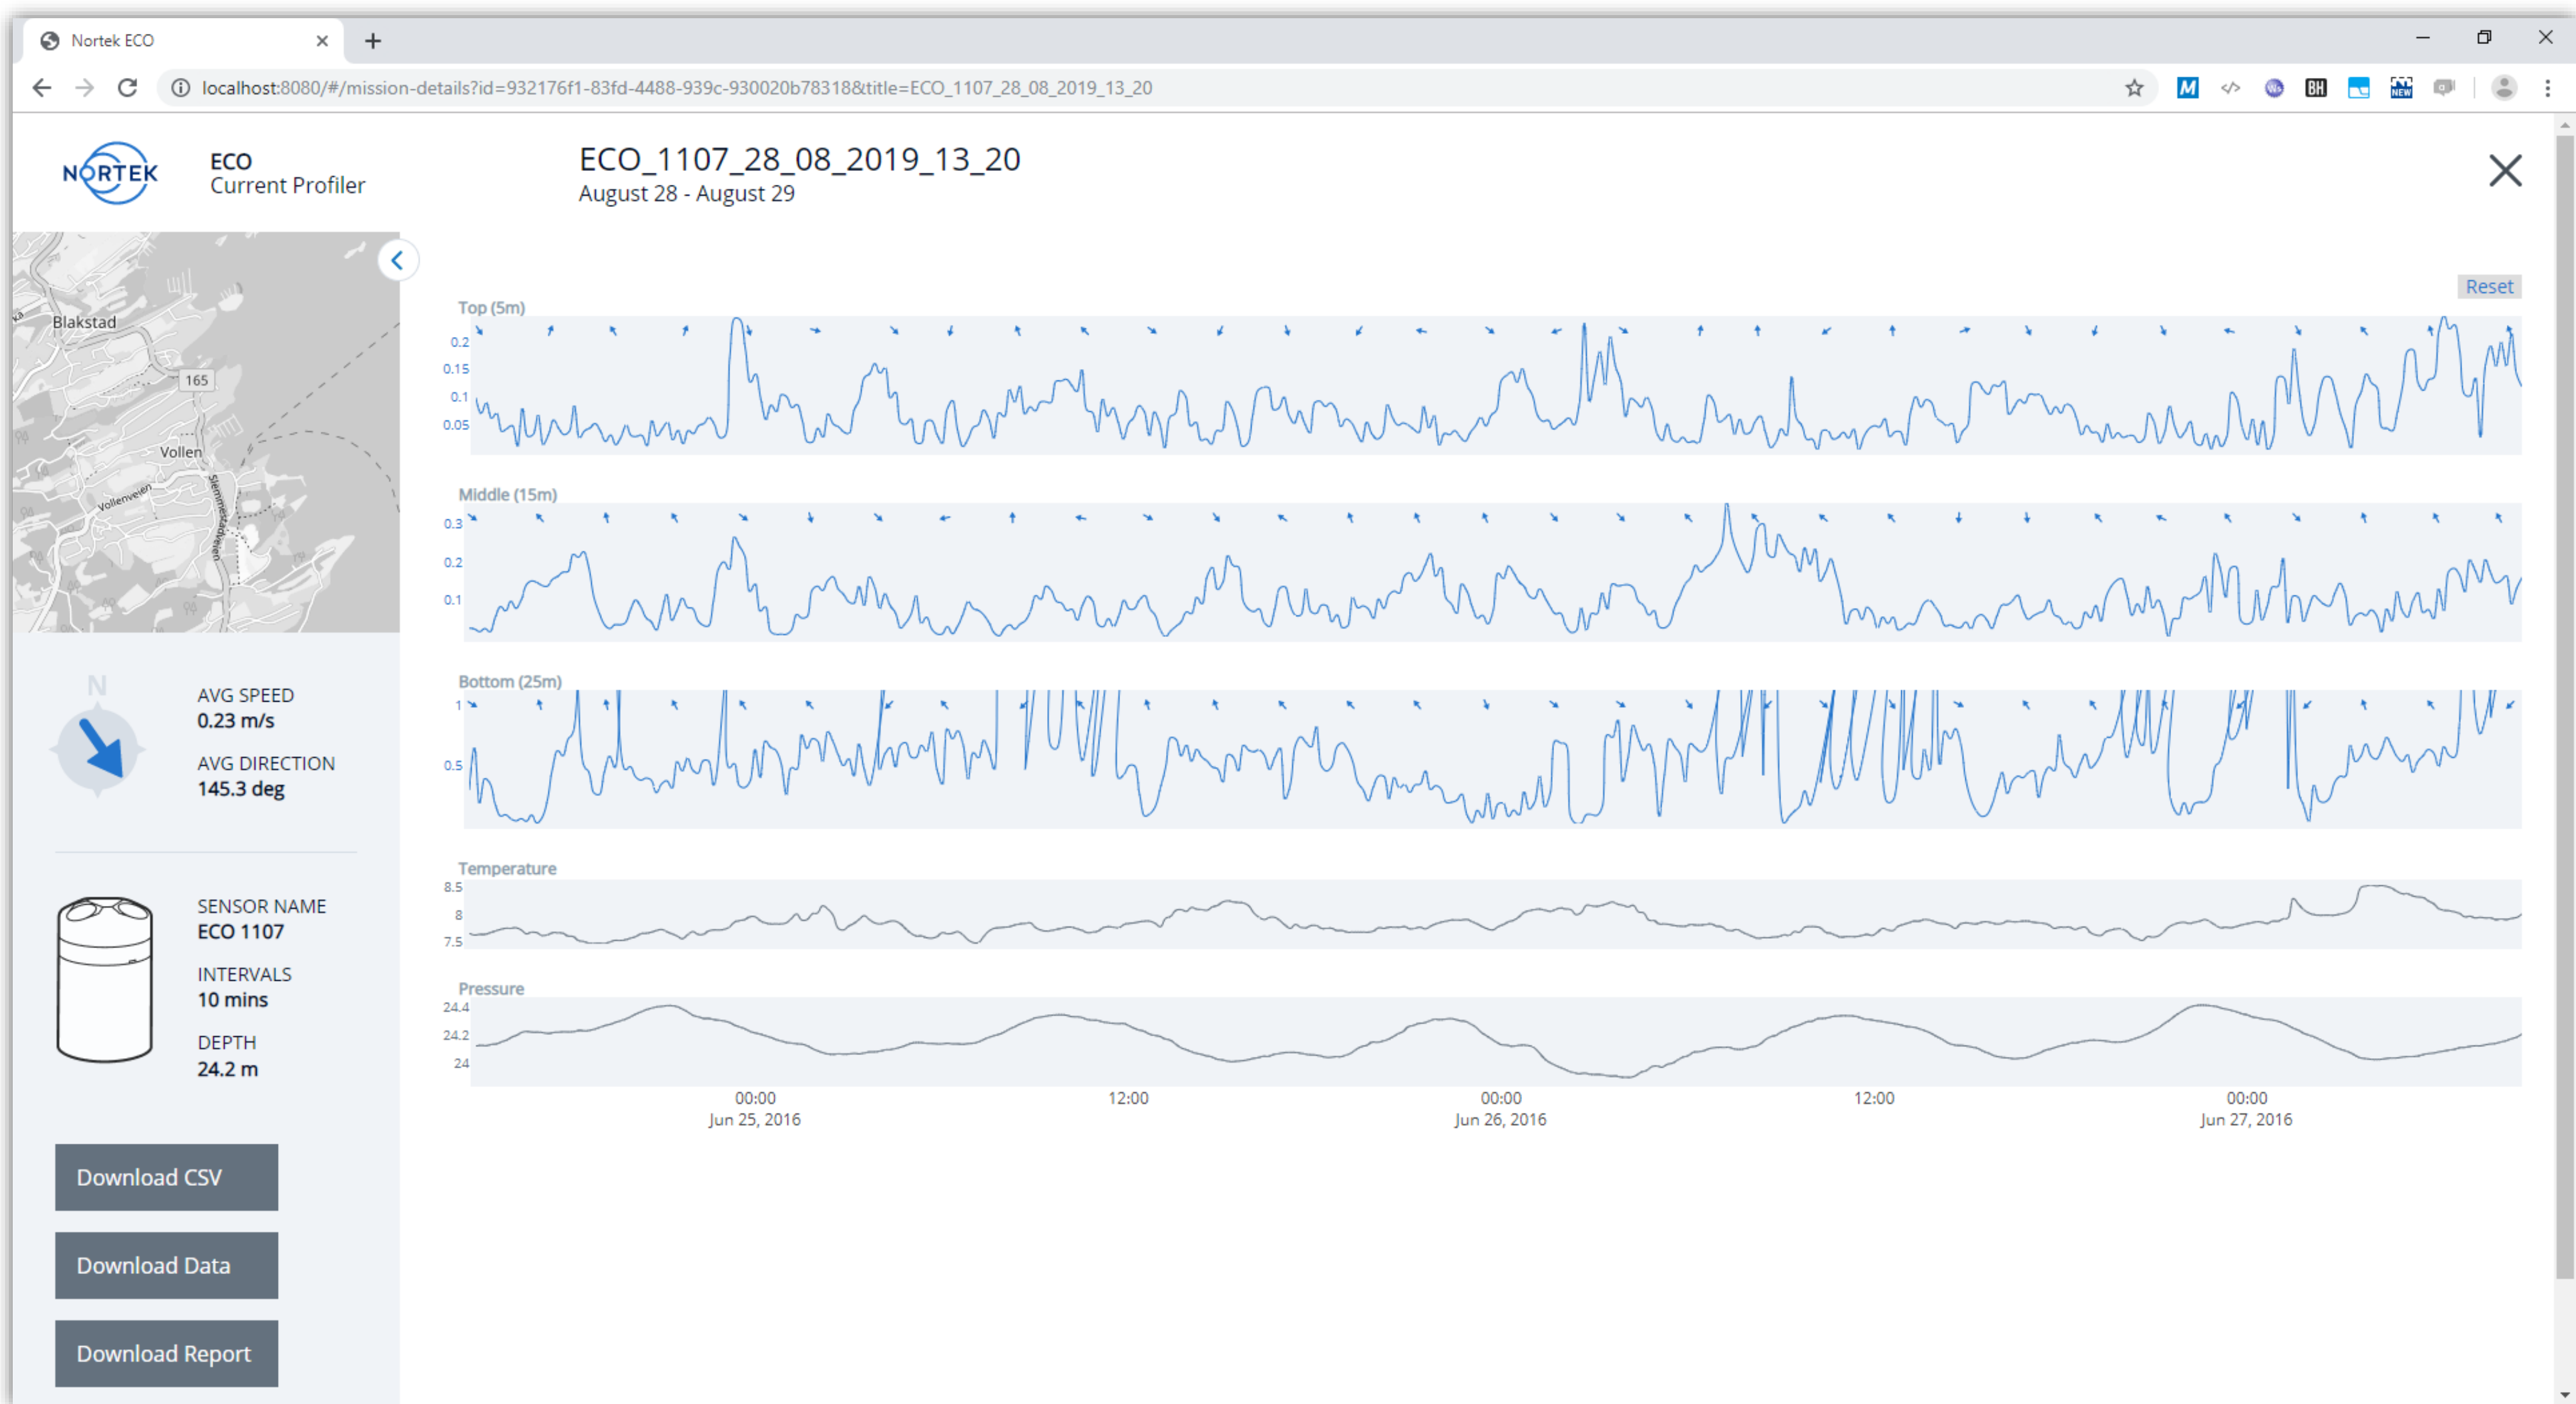 Nortek ECO
localhost:8080/#/mission-details?id=932176f1-83fd-4488-939c-930020b78318&title=ECO_1107_28_08_2019_13_20
M
BH
NEW
NORTEK
ECO
Current Profiler
ECO_1107_28_08_2019_13_20
August 28 - August 29
Blakstad
165
Vollen
Vollenveien
Slemmestadveien
N
AVG SPEED
0.23 m/s
AVG DIRECTION
145.3 deg
SENSOR NAME
ECO 1107
INTERVALS
10 mins
DEPTH
24.2 m
Download CSV
Download Data
Download Report
Reset
Top (5m)
0.2
0.15
0.1
0.05
Middle (15m)
0.3
0.2
0.1
Bottom (25m)
1
0.5
Temperature
8.5
8
7.5
Pressure
24.4
24.2
24
00:00 12:00 00:00 12:00 00:00
Jun 25, 2016 Jun 26, 2016 Jun 27, 2016